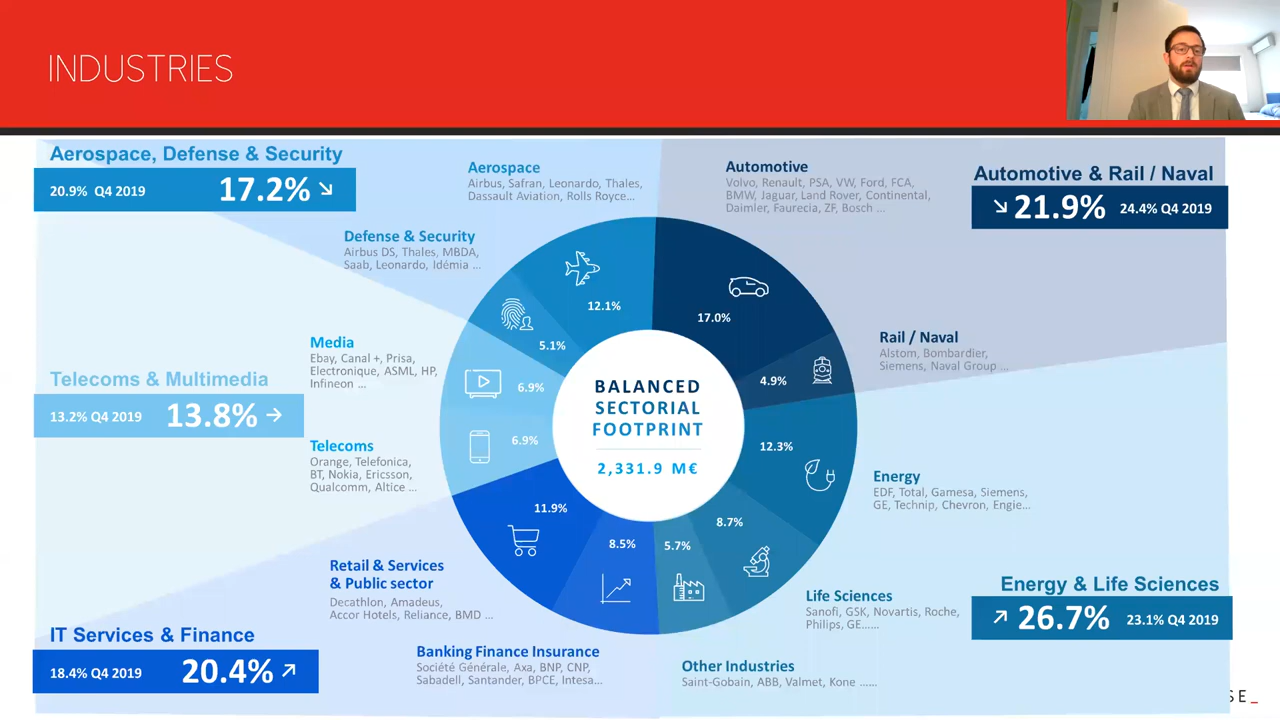 INDUSTRIES
Aerospace, Defense & Security
20.9% Q4 2019
17.2%
Aerospace
Airbus, Safran, Leonardo, Thales,
Dassault Aviation, Rolls Royce...
Automotive
Volvo, Renault, PSA, VW, Ford, FCA,
BMW, Jaguar, Land Rover, Continental,
Daimler, Faurecia, ZF, Bosch ...
Automotive & Rail / Naval
21.9%
24.4% Q4 2019
Defense & Security
Airbus DS, Thales, MBDA,
Saab, Leonardo, Idémia ...
12.1%
17.0%
5.1%
Media
Ebay, Canal +, Prisa,
Electronique, ASML, HP,
Infineon ...
Rail / Naval
Alstom, Bombardier,
Siemens, Naval Group ...
6.9%
4.9%
Telecoms & Multimedia
13.2% Q4 2019
13.8%
BALANCED
SECTORIAL
FOOTPRINT
2,331.9 M€
6.9%
12.3%
Telecoms
Orange, Telefonica,
BT, Nokia, Ericsson,
Qualcomm, Altice ...
Energy
EDF, Total, Gamesa, Siemens,
GE, Technip, Chevron, Engie...
11.9%
8.7%
8.5%
5.7%
Retail & Services
& Public sector
Decathlon, Amadeus,
Accor Hotels, Reliance, BMD ...
Life Sciences
Sanofi, GSK, Novartis, Roche,
Philips, GE......
Energy & Life Sciences
26.7%
23.1% Q4 2019
IT Services & Finance
18.4% Q4 2019
20.4%
Banking Finance Insurance
Société Générale, Axa, BNP, CNP,
Sabadell, Santander, BPCE, Intesa...
Other Industries
Saint-Gobain, ABB, Valmet, Kone ......